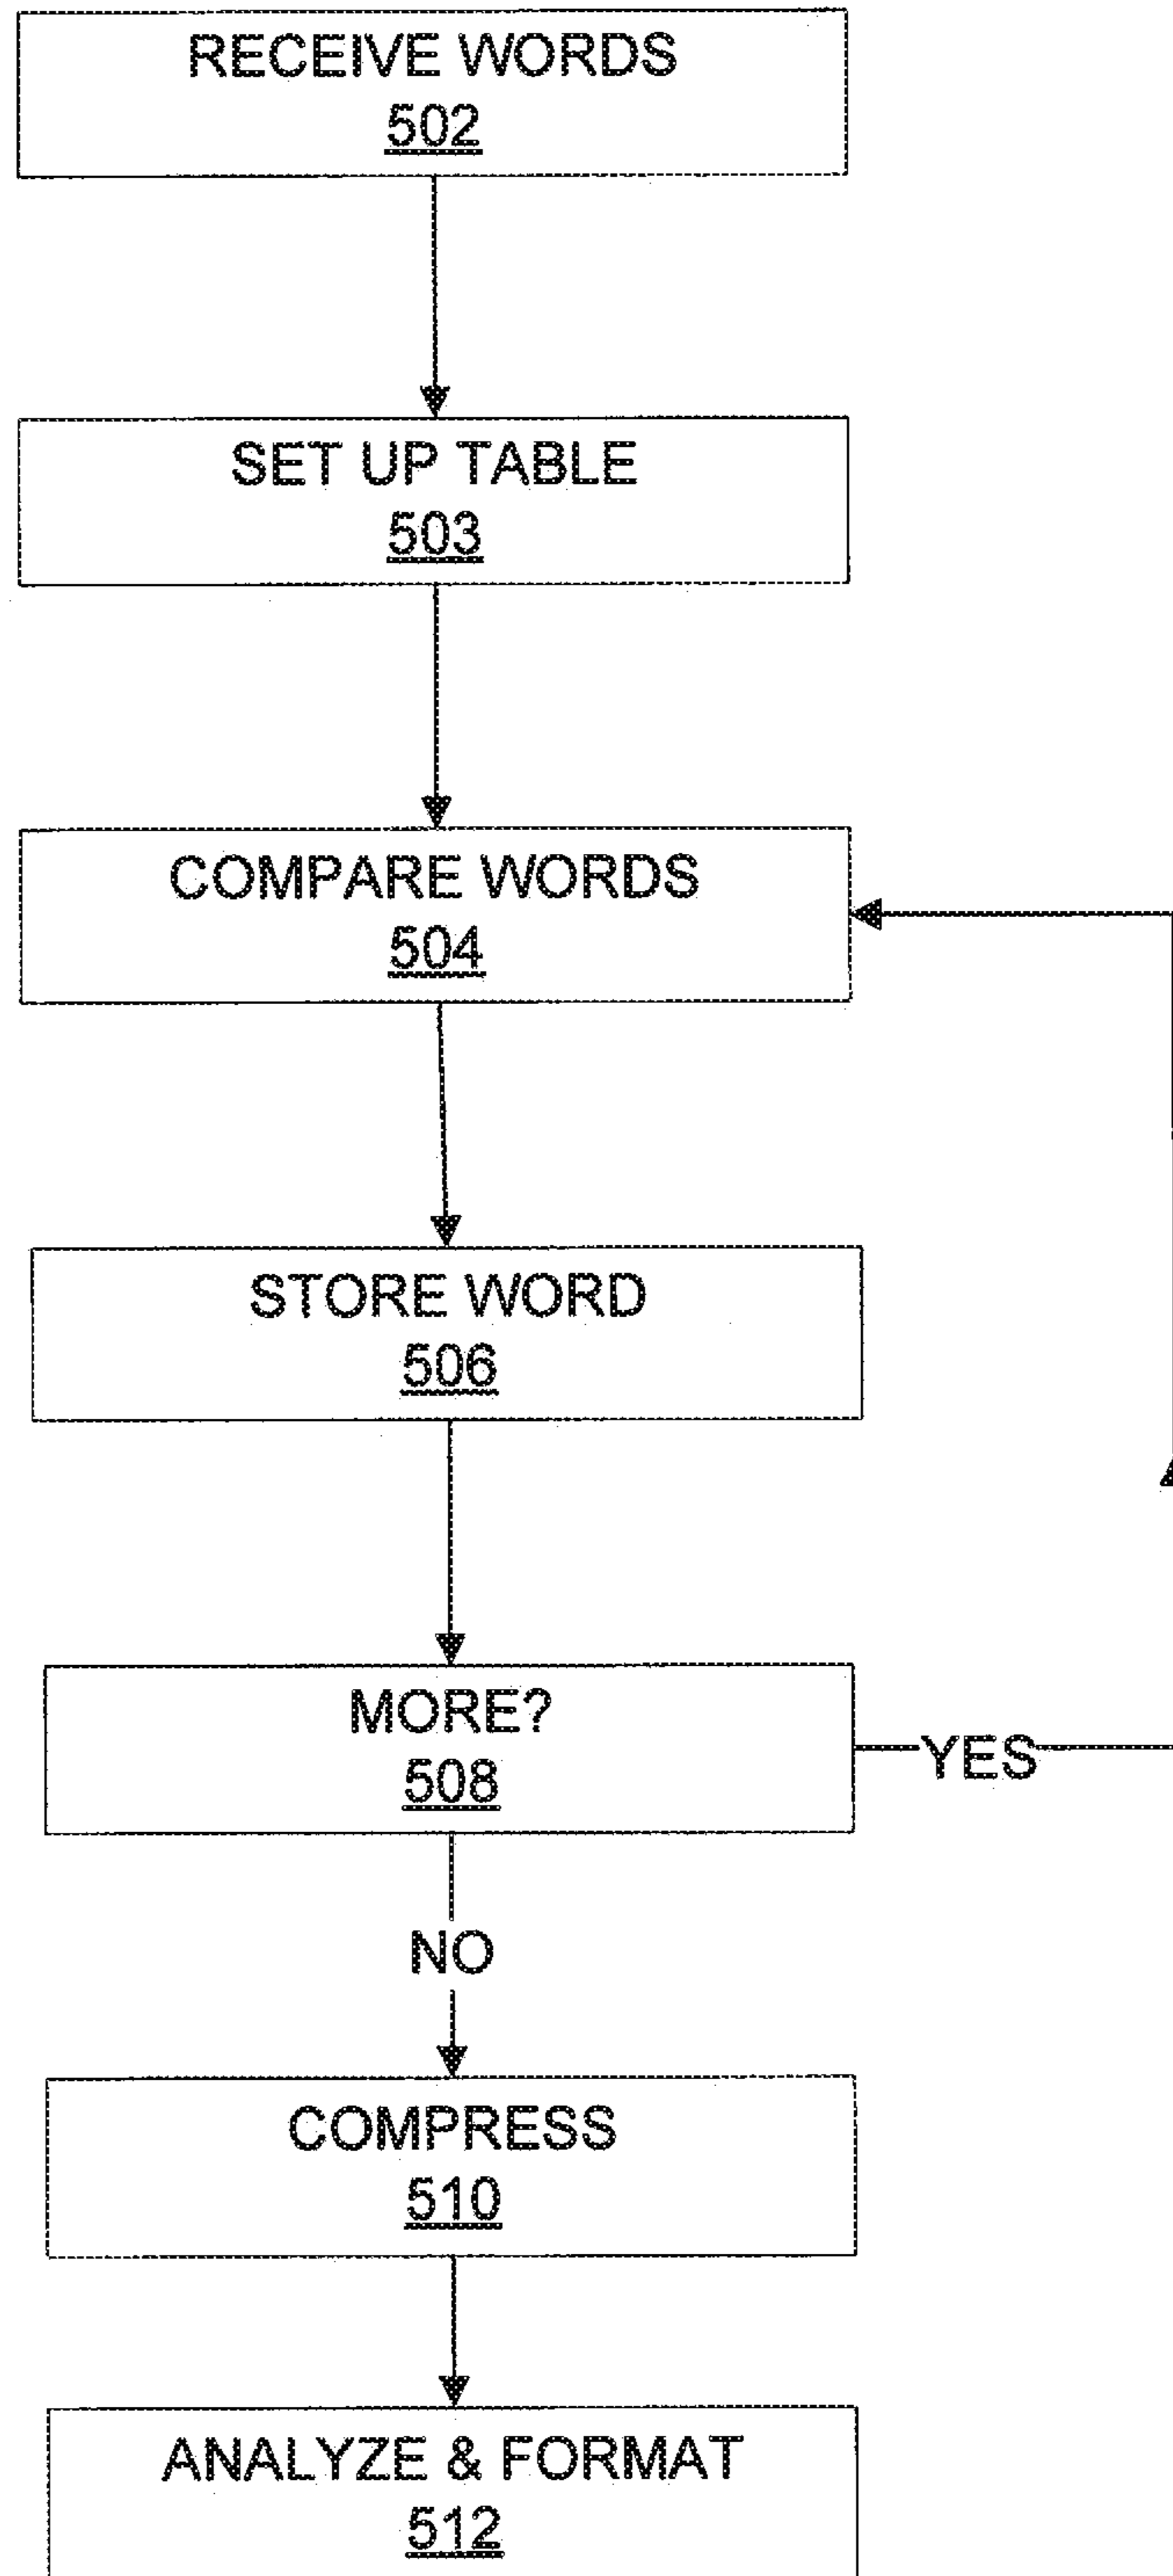 RECEIVE WORDS
502
SET UP TABLE
503
COMPARE WORDS
504
STORE WORD
506
MORE?
508
YES
NO
COMPRESS
510
ANALYZE & FORMAT
512